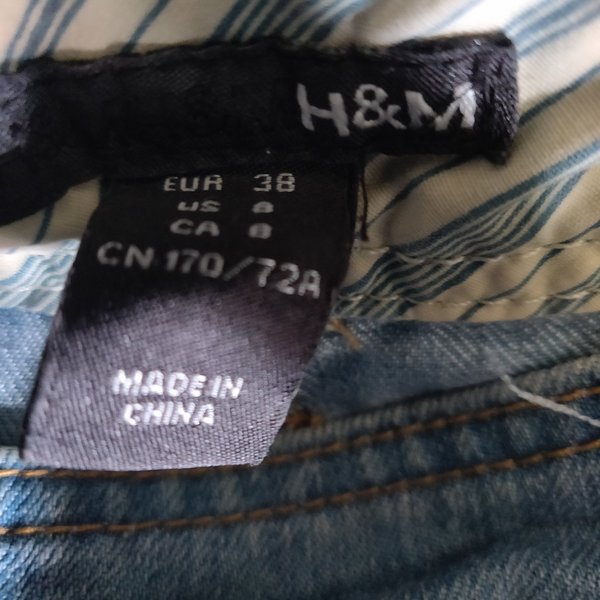 H&M
EUR 38
US 8
CA 8
CN 170/72A
MADE IN
CHINA